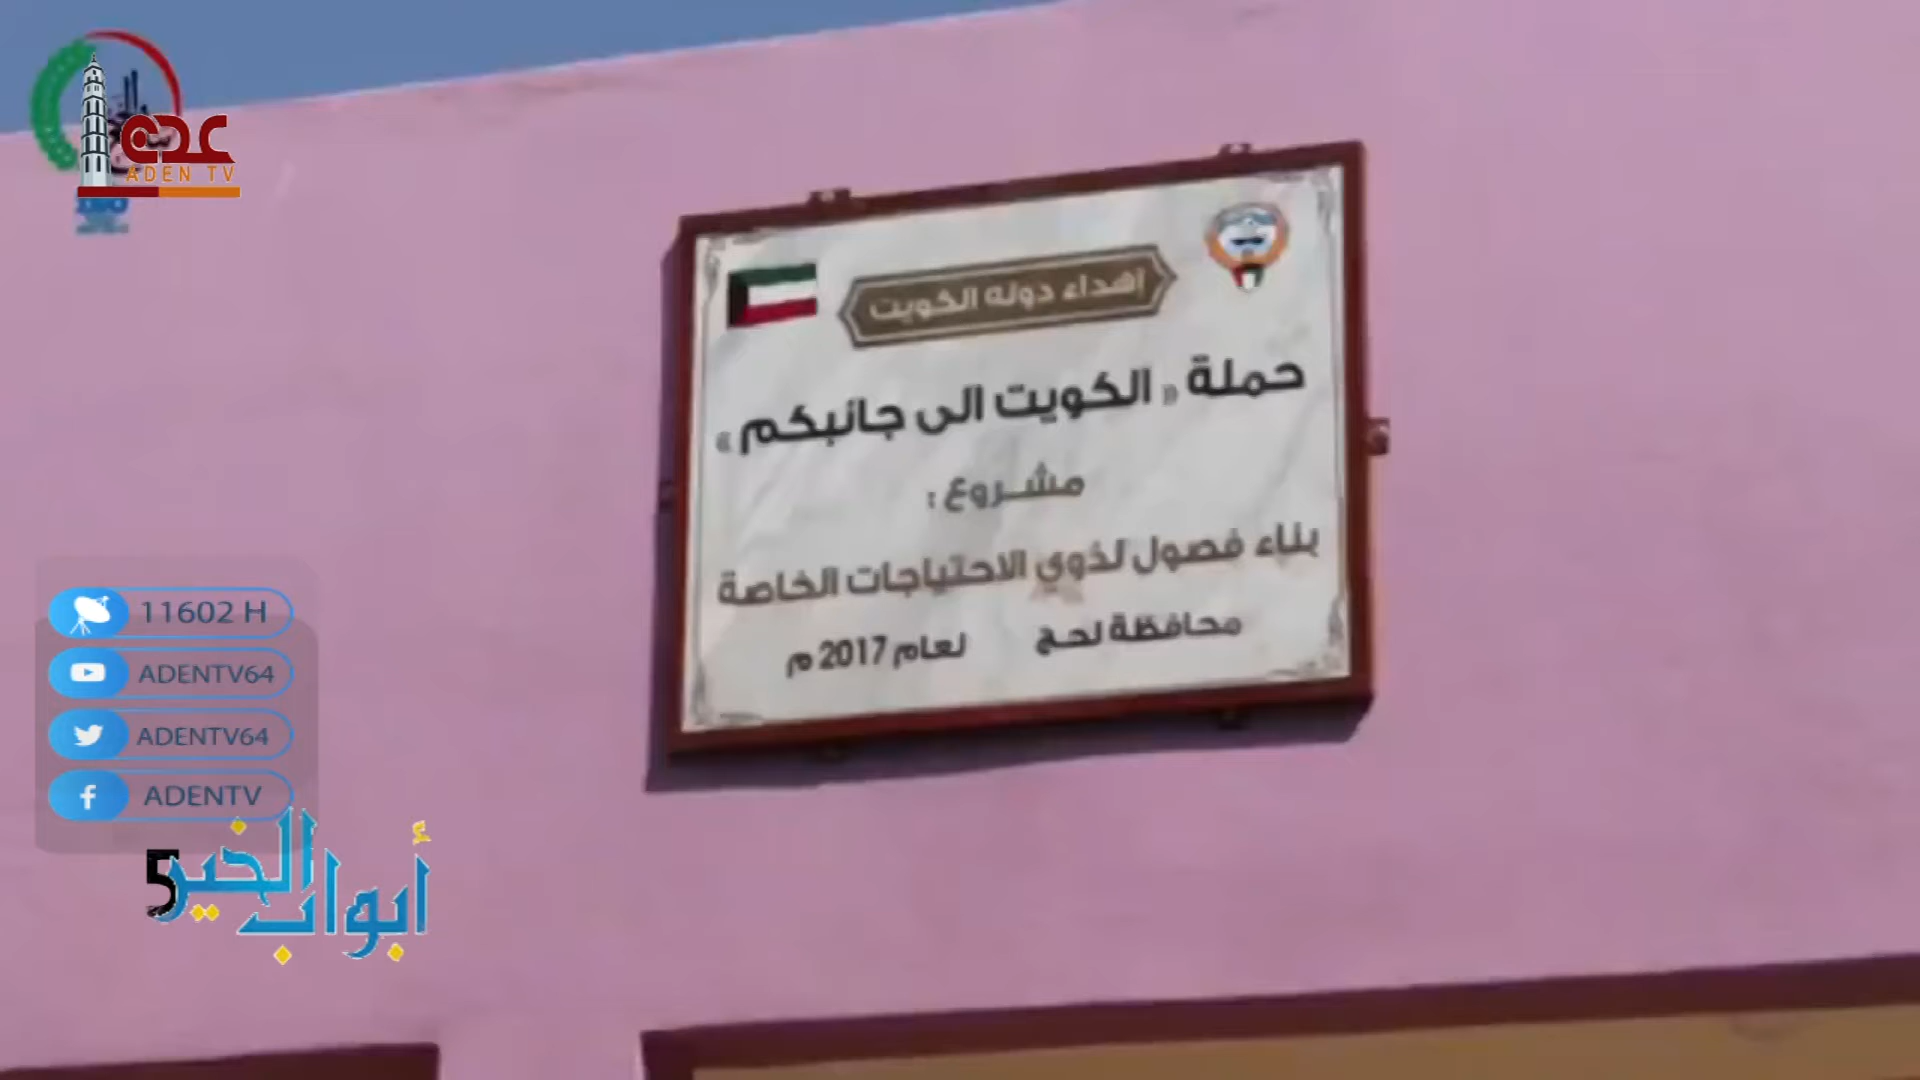 عدن
ADEN TV
إهداء دولة الكويت
حملة « الكويت الى جانبكم »
مشروع :
بناء فصول لذوي الاحتياجات الخاصة
محافظة لحج لعام 2017 م
11602 H
ADENTV64
ADENTV64
ADENTV
أبواب الخير 5